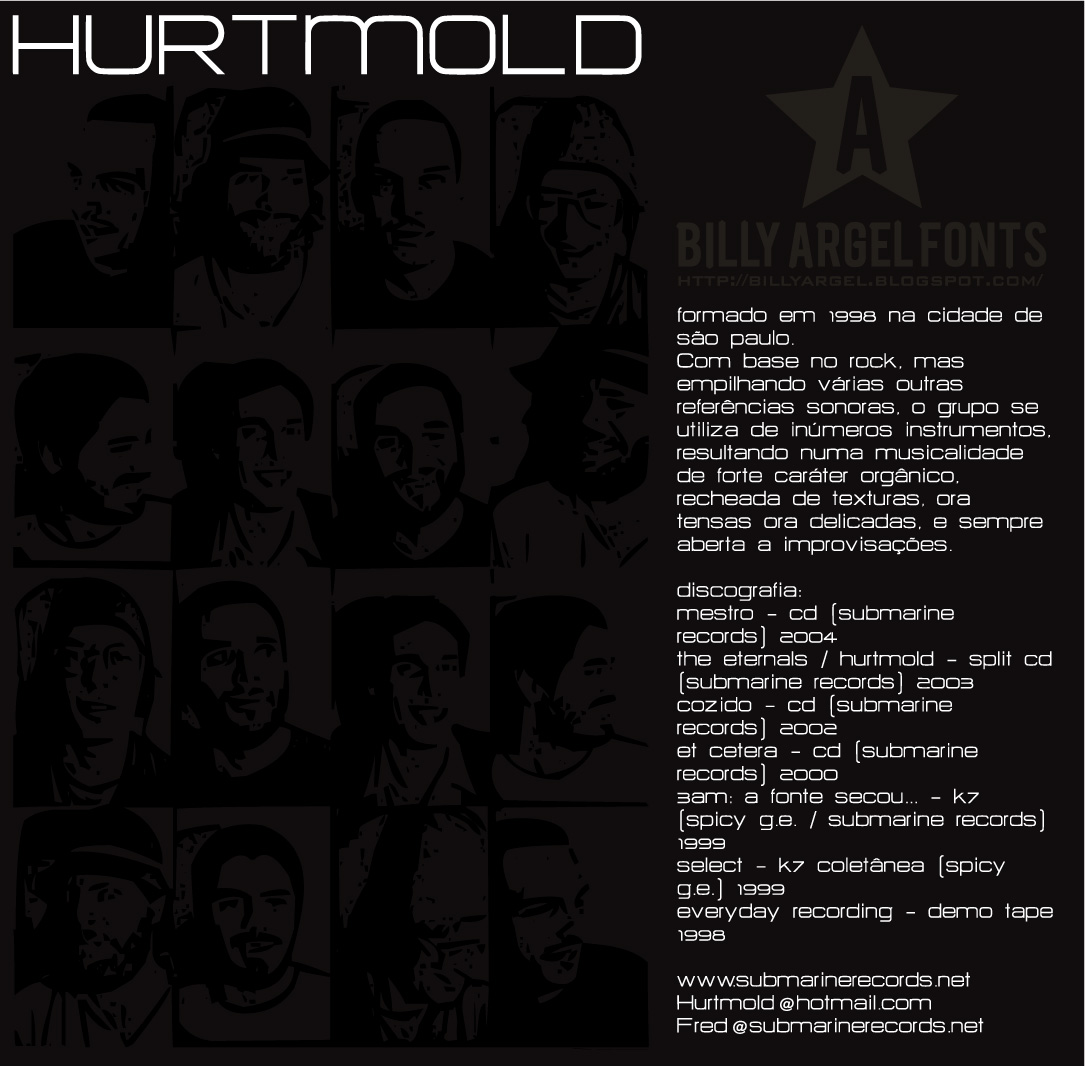 HURTMOLD
A
BILLY ARGEL FONTS
HTTP://BILLYARGEL.BLOGSPOT.COM/
formado em 1998 na cidade de
são paulo.
Com base no rock, mas
empilhando várias outras
referências sonoras, o grupo se
utiliza de inúmeros instrumentos,
resultando numa musicalidade
de forte caráter orgânico,
recheada de texturas, ora
tensas ora delicadas, e sempre
aberta a improvisações.
discografia:
mestro - cd (submarine
records) 2004
the eternals / hurtmold - split cd
(submarine records) 2003
cozido - cd (submarine
records) 2002
et cetera - cd (submarine
records) 2000
3am: a fonte secou... - k7
(spicy g.e. / submarine records)
1999
select - k7 coletânea (spicy
g.e.) 1999
everyday recording - demo tape
1998
www.submarinerecords.net
Hurtmold@hotmail.com
Fred@submarinerecords.net